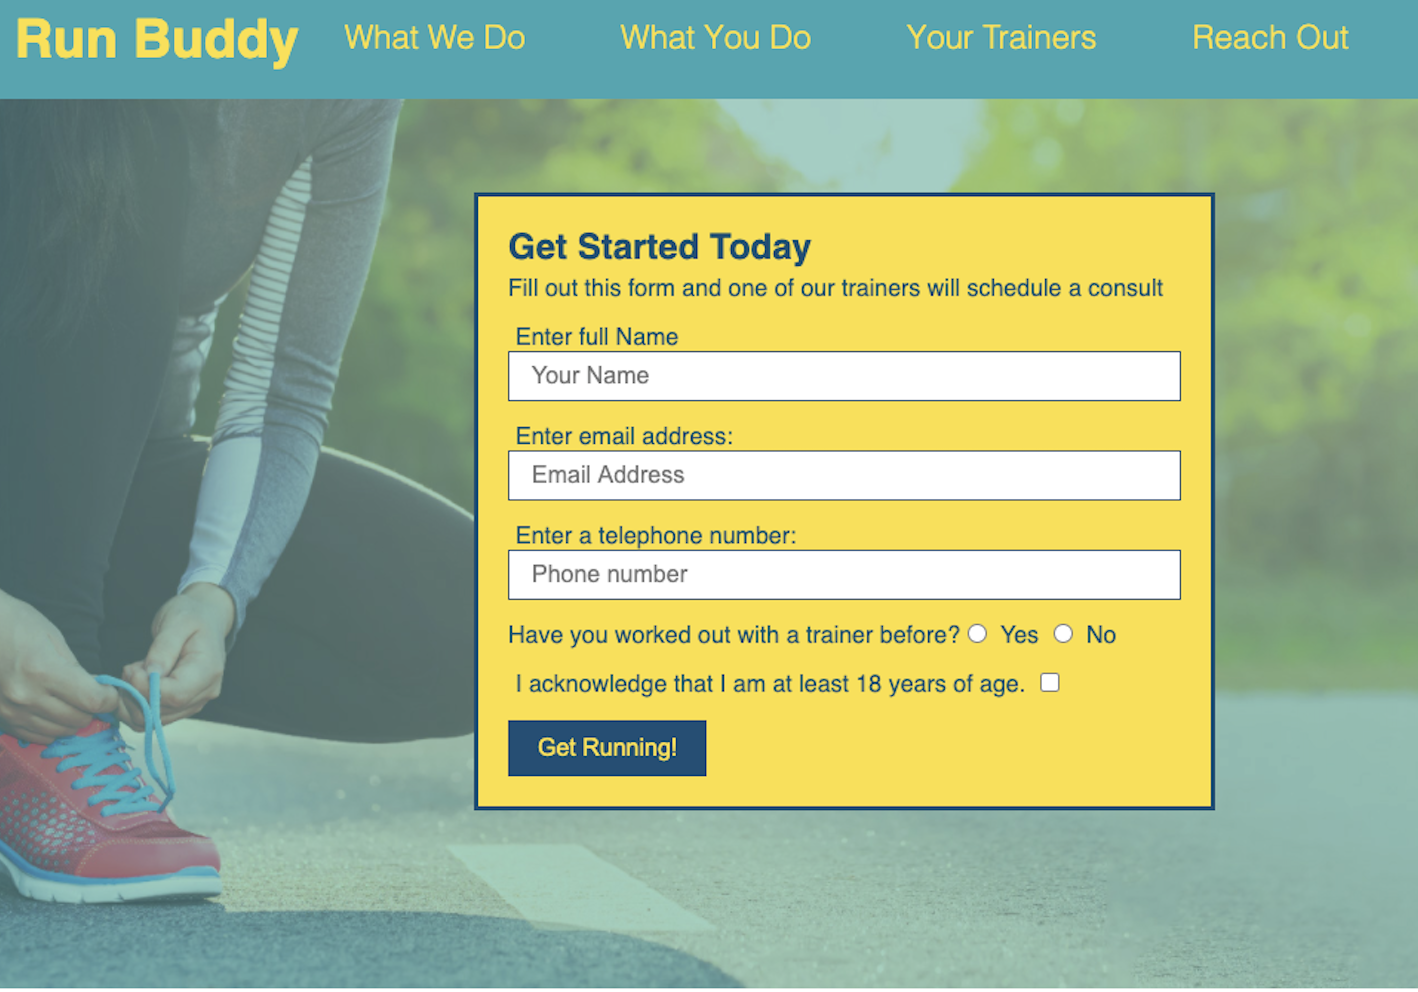 Run Buddy What We Do What You Do Your Trainers Reach Out
Get Started Today
Fill out this form and one of our trainers will schedule a consult
Enter full Name
Your Name
Enter email address:
Email Address
Enter a telephone number:
Phone number
Have you worked out with a trainer before? Yes No
I acknowledge that I am at least 18 years of age.
Get Running!